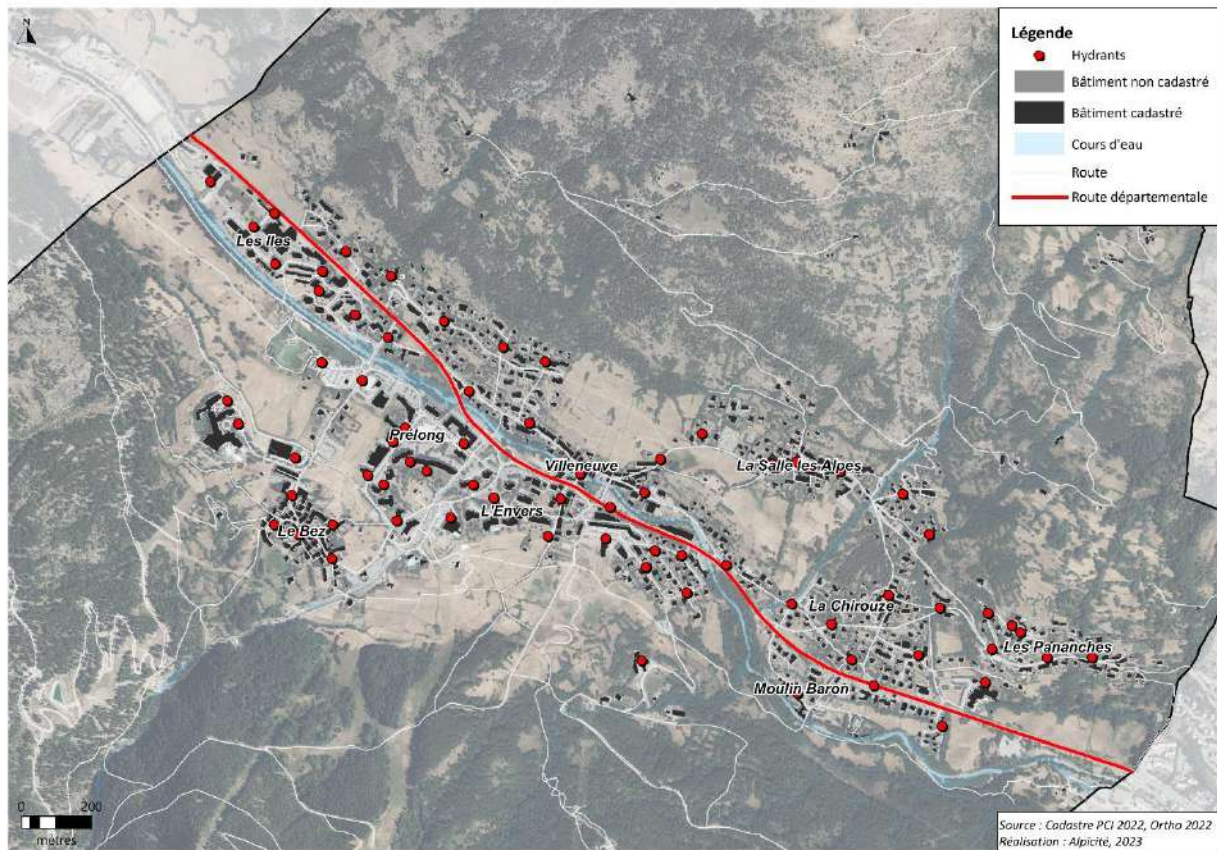 N
Légende
Hydrants
Bâtiment non cadastré
Bâtiment cadastré
Cours d'eau
Route
Route départementale
Les Iles
Prelong
Villeneuve
La Salle les Alpes
L'Envers
Le Bez
La Chirouze
Les Pananches
Moulin Baron
0 200
metres
Source : Cadastre PCI 2022, Ortho 2022
Réalisation : Alpicité, 2023